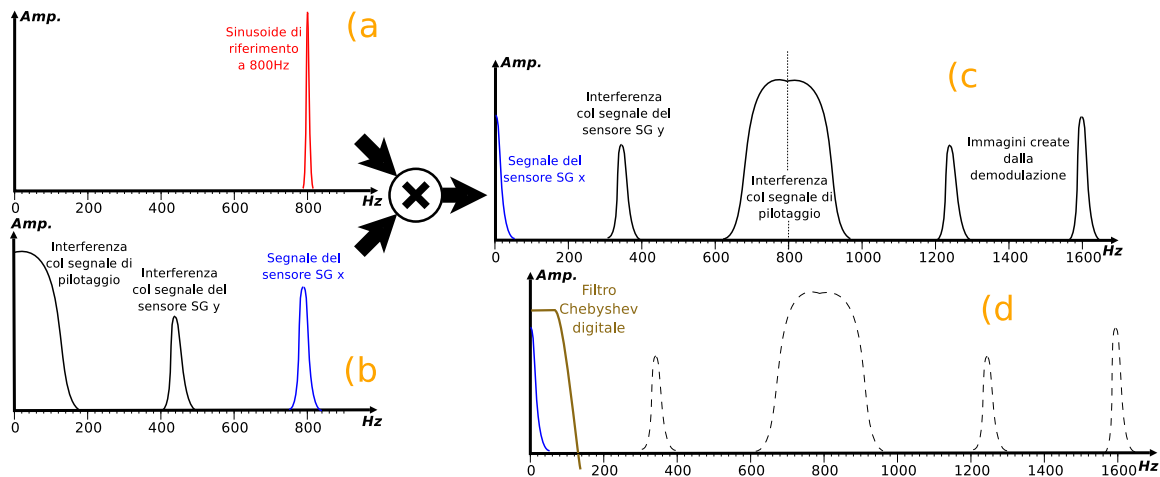 Amp.
(a
Sinusoide di
riferimento
a 800Hz
0 200 400 600 800
Hz
Amp.
Interferenza
col segnale di
pilotaggio
Interferenza
col segnale del
sensore SG y
Segnale del
sensore SG x
(b
0 200 400 600 800
Hz
Amp.
(c
Interferenza
col segnale del
sensore SG y
Segnale del
sensore SG x
Interferenza
col segnale di
pilotaggio
Immagini create
dalla
demodulazione
0 200 400 600 800 1000 1200 1400 1600
Hz
Amp.
Filtro
Chebyshev
digitale
(d
0 200 400 600 800 1000 1200 1400 1600
Hz